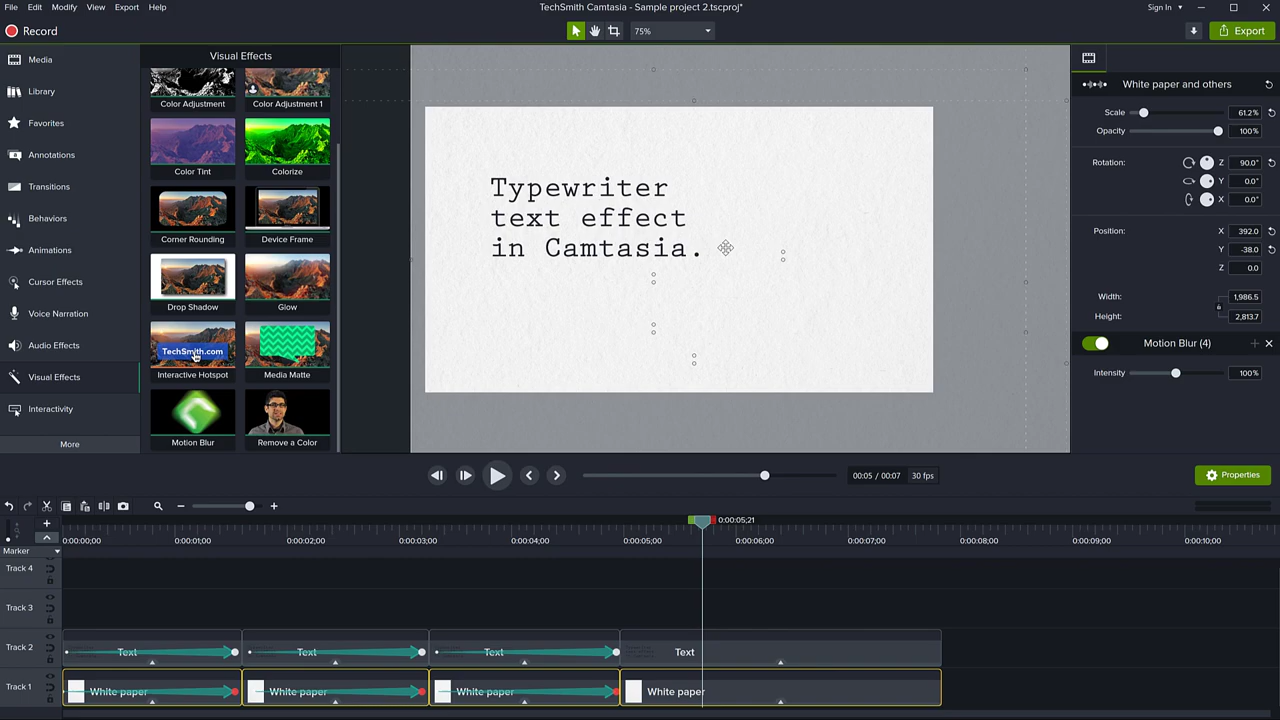 File Edit Modify View Export Help
TechSmith Camtasia - Sample project 2.tscproj*
Sign In
Record
75%
Export
Media
Library
Favorites
Annotations
Transitions
Behaviors
Animations
Cursor Effects
Voice Narration
Audio Effects
Visual Effects
Interactivity
More
Visual Effects
Color Adjustment
Color Adjustment 1
Color Tint
Colorize
Corner Rounding
Device Frame
Drop Shadow
Glow
TechSmith.com
Interactive Hotspot
Media Matte
Motion Blur
Remove a Color
Typewriter
text effect
in Camtasia.
White paper and others
Scale 61.2%
Opacity 100%
Rotation: Z 90.0°
Y 0.0°
X 0.0°
Position: X 392.0
Y -38.0
Z 0.0
Width: 1,986.5
Height: 2,813.7
Motion Blur (4)
Intensity 100%
00:05 / 00:07 30 fps
Properties
0:00:05;21
0:00:00;00 0:00:01;00 0:00:02;00 0:00:03;00 0:00:04;00 0:00:05;00 0:00:06;00 0:00:07;00 0:00:08;00 0:00:09;00 0:00:10;00
Marker
Track 4
Track 3
Track 2 Text Text Text Text
Track 1 White paper White paper White paper White paper